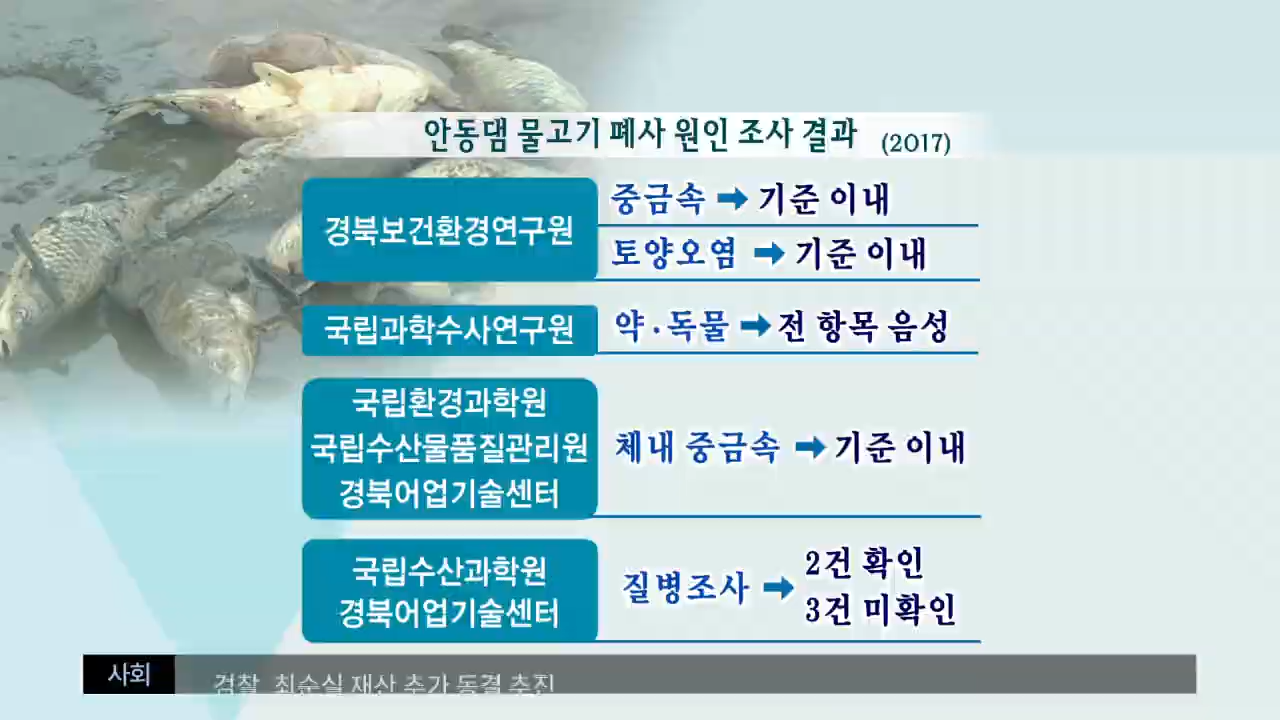 안동댐 물고기 폐사 원인 조사 결과 (2017)
경북보건환경연구원
중금속 ➡ 기준 이내
토양오염 ➡ 기준 이내
국립과학수사연구원
약·독물 ➡ 전 항목 음성
국립환경과학원
국립수산물품질관리원
경북어업기술센터
체내 중금속 ➡ 기준 이내
국립수산과학원
경북어업기술센터
질병조사 ➡ 2건 확인
3건 미확인
사회 검찰 최순실 재산 추가 동결 추진